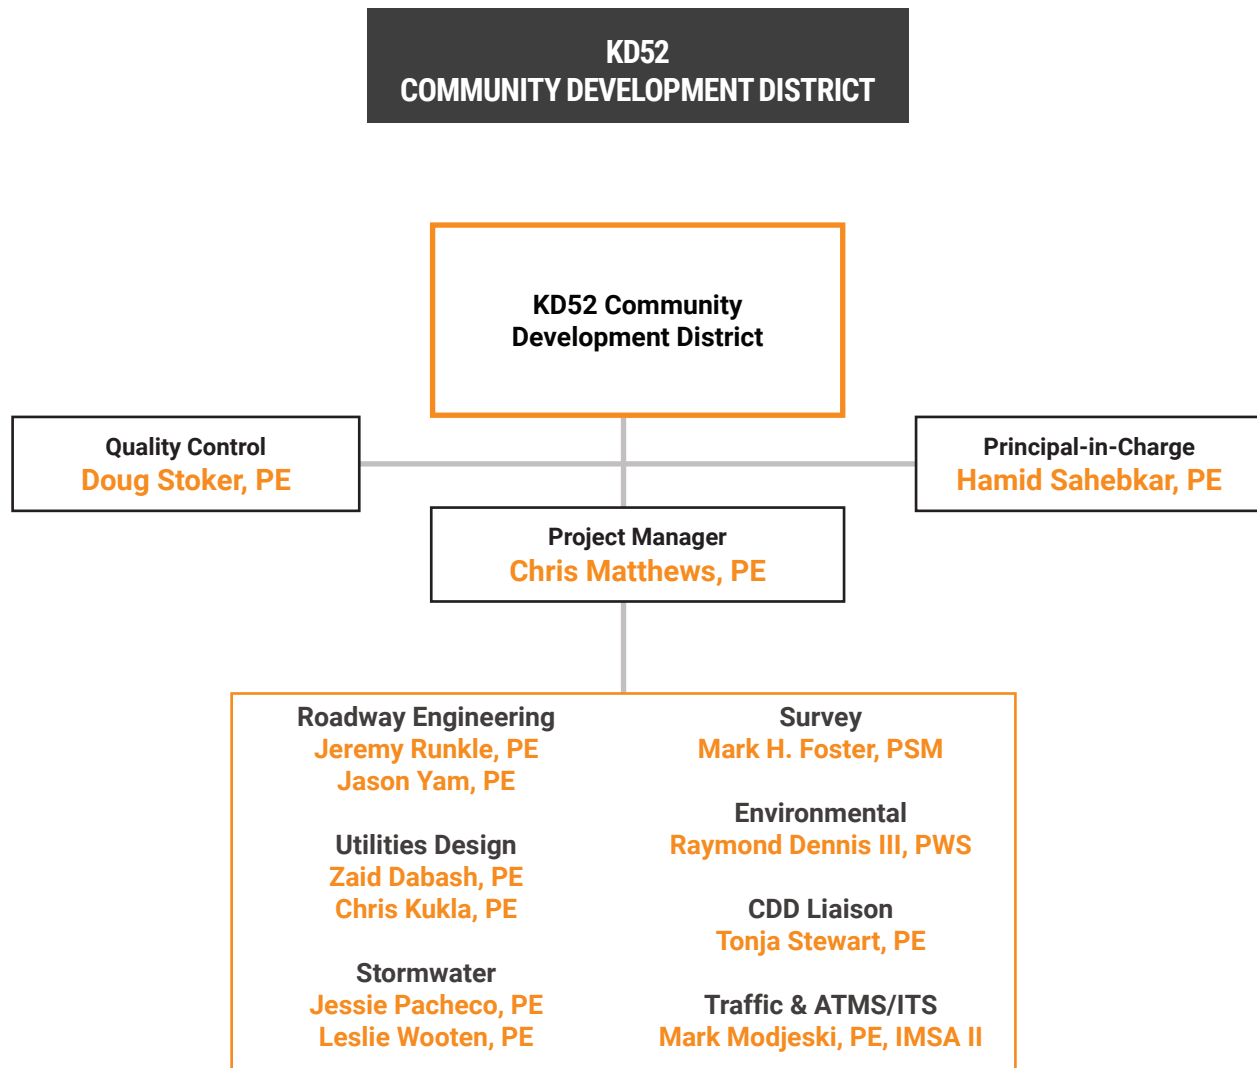 KD52
COMMUNITY DEVELOPMENT DISTRICT
KD52 Community
Development District
Quality Control
Doug Stoker, PE
Principal-in-Charge
Hamid Sahebkar, PE
Project Manager
Chris Matthews, PE
Roadway Engineering
Jeremy Runkle, PE
Jason Yam, PE
Utilities Design
Zaid Dabash, PE
Chris Kukla, PE
Stormwater
Jessie Pacheco, PE
Leslie Wooten, PE
Survey
Mark H. Foster, PSM
Environmental
Raymond Dennis III, PWS
CDD Liaison
Tonja Stewart, PE
Traffic & ATMS/ITS
Mark Modjeski, PE, IMSA II